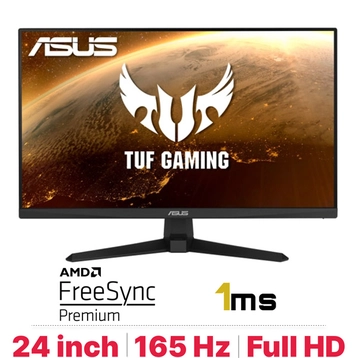 ASUS
TUF GAMING
ASUS
AMD
FreeSync
Premium
1ms
24 inch | 165 Hz | Full HD